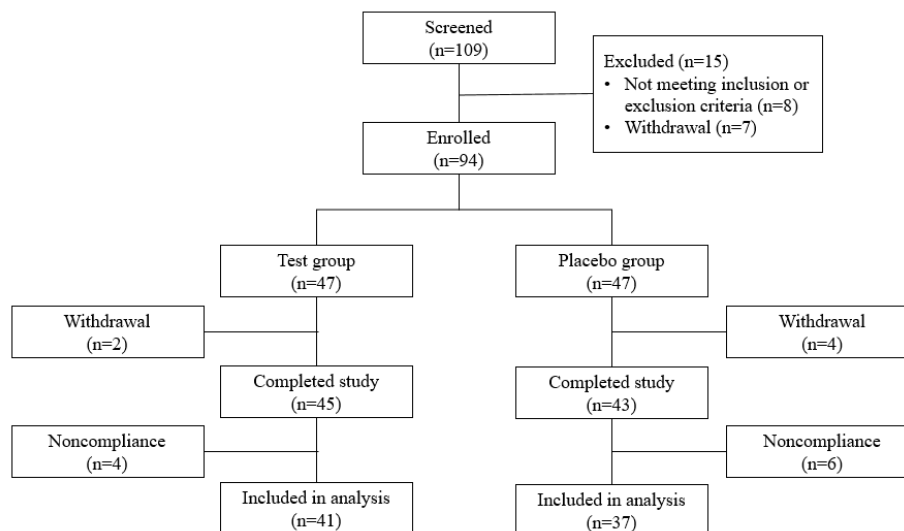 Screened
(n=109)
Excluded (n=15)
• Not meeting inclusion or
exclusion criteria (n=8)
• Withdrawal (n=7)
Enrolled
(n=94)
Test group
(n=47)
Placebo group
(n=47)
Withdrawal
(n=2)
Withdrawal
(n=4)
Completed study
(n=45)
Completed study
(n=43)
Noncompliance
(n=4)
Noncompliance
(n=6)
Included in analysis
(n=41)
Included in analysis
(n=37)